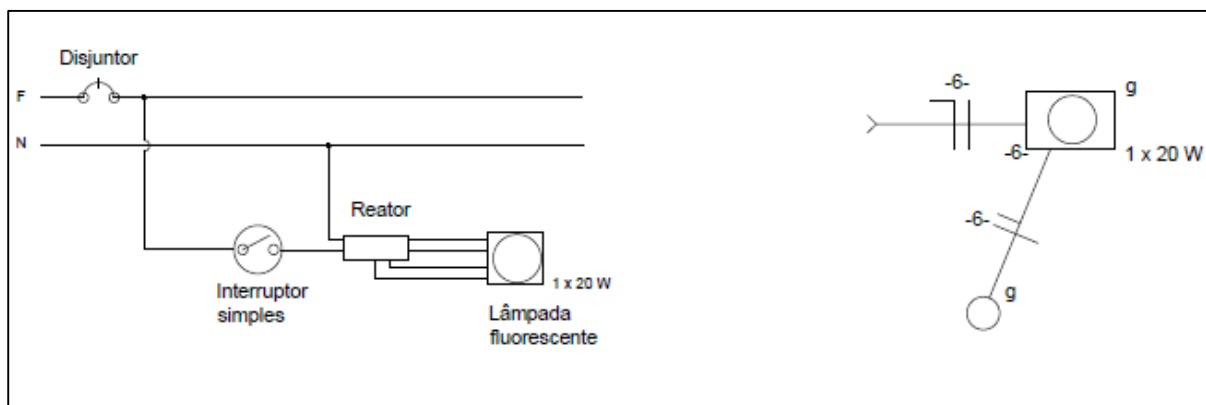 Disjuntor
F
N
Reator
Interruptor
simples
1 x 20 W
Lâmpada
fluorescente
-6-
g
-6-
1 x 20 W
-6-
g